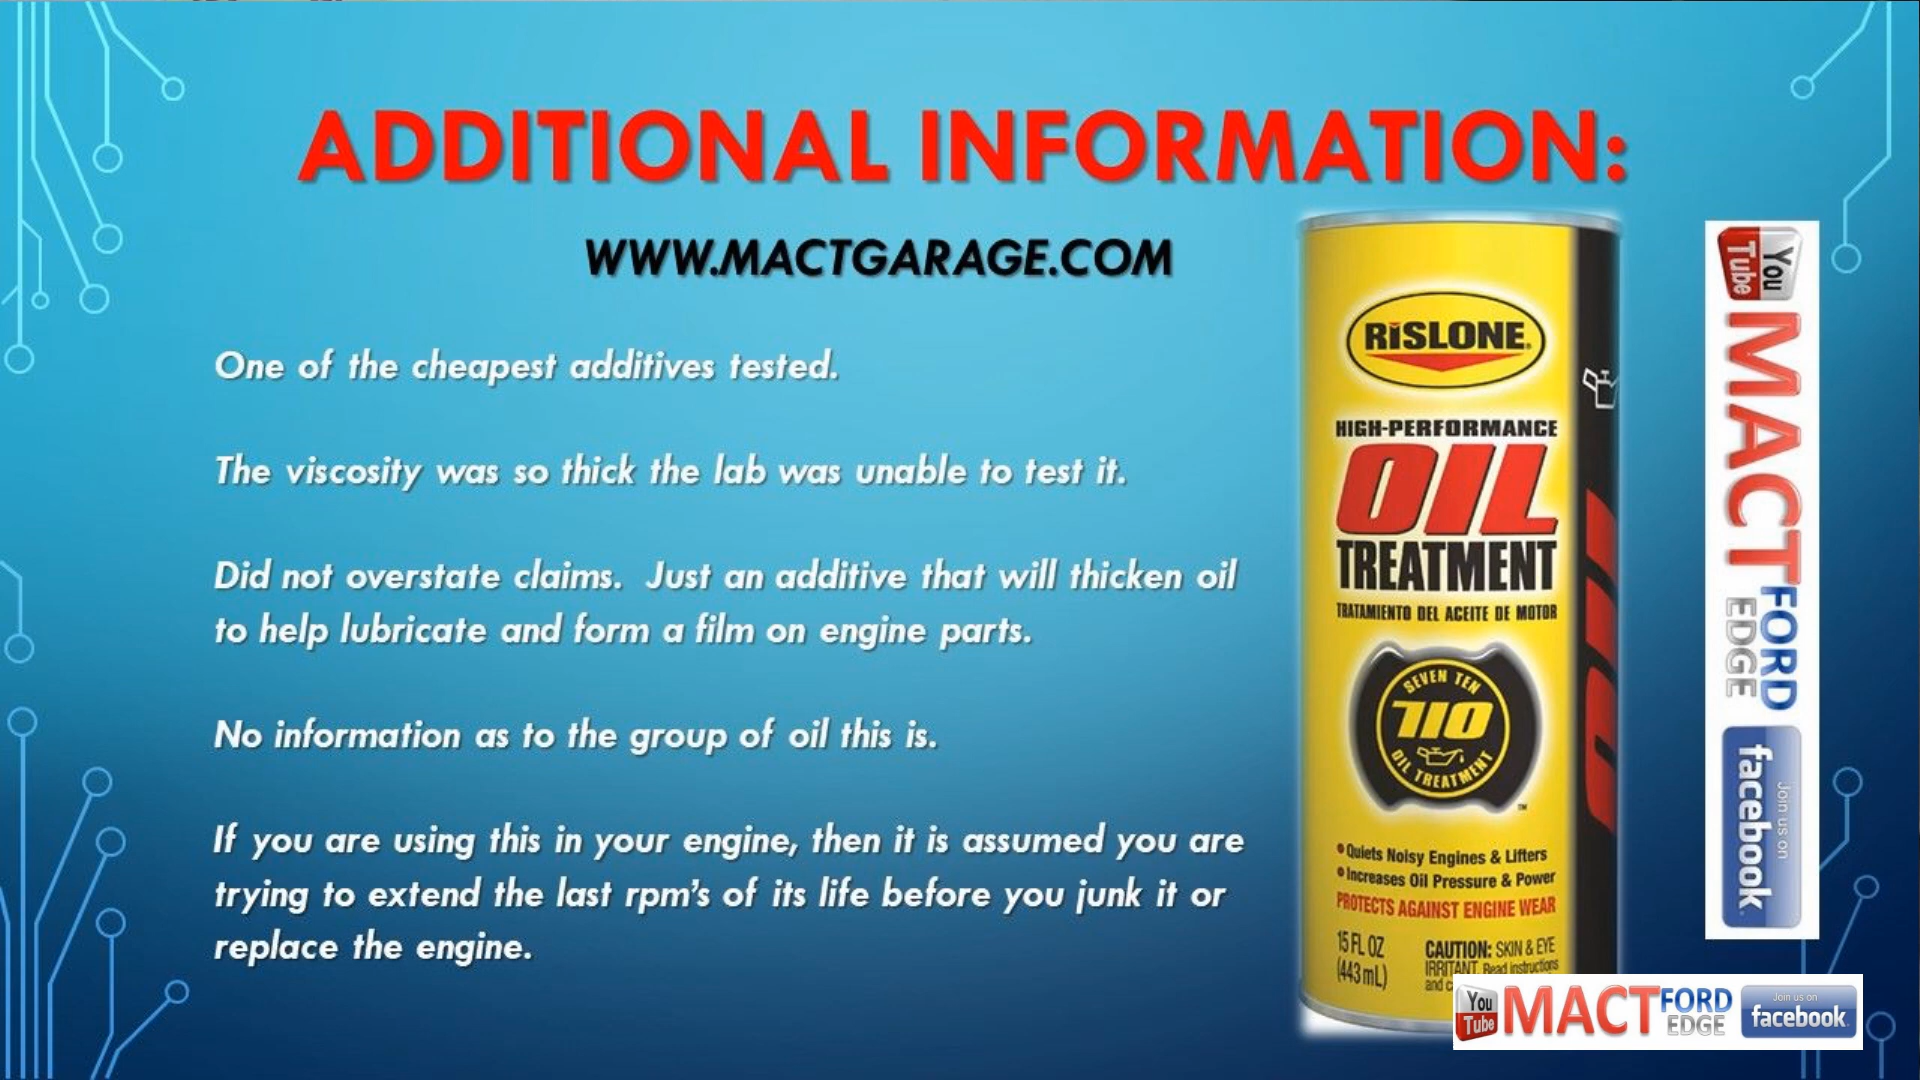 ADDITIONAL INFORMATION:
WWW.MACTGARAGE.COM
One of the cheapest additives tested.
The viscosity was so thick the lab was unable to test it.
Did not overstate claims. Just an additive that will thicken oil
to help lubricate and form a film on engine parts.
No information as to the group of oil this is.
If you are using this in your engine, then it is assumed you are
trying to extend the last rpm's of its life before you junk it or
replace the engine.
RiSLONE®
HIGH-PERFORMANCE
OIL
TREATMENT
TRATAMIENTO DEL ACEITE DE MOTOR
SEVEN TEN
710
OIL TREATMENT
TM
• Quiets Noisy Engines & Lifters
• Increases Oil Pressure & Power
PROTECTS AGAINST ENGINE WEAR
15 FL OZ
(443 mL)
CAUTION: SKIN & EYE
IRRITANT. Read instructions
and
You
Tube
MACT
FORD
EDGE
Join us on
facebook
You
Tube
MACT
FORD
EDGE
Join us on
facebook